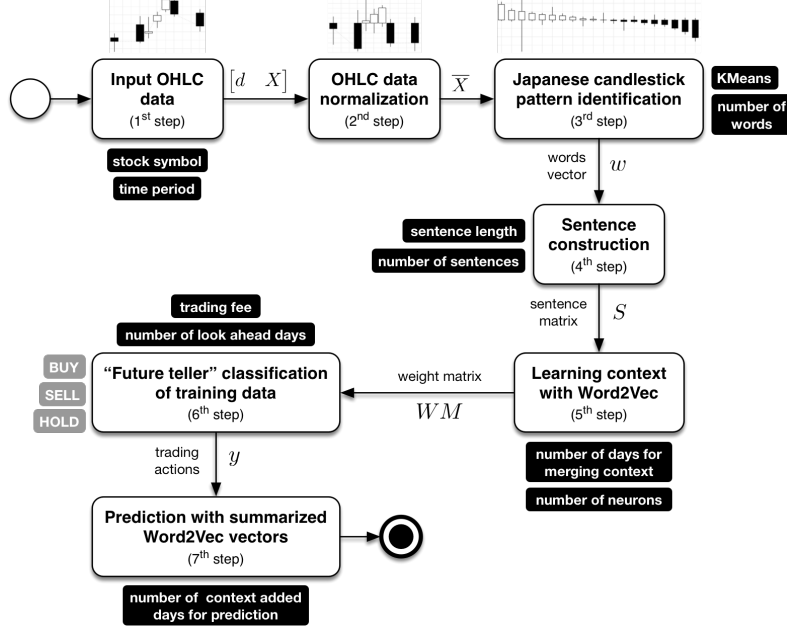 Input OHLC
data
(1st step)
[d X]
OHLC data
normalization
(2nd step)
X̅
Japanese candlestick
pattern identification
(3rd step)
KMeans
number of
words
stock symbol
time period
words
vector
w
sentence length
number of sentences
Sentence
construction
(4th step)
sentence
matrix
S
trading fee
number of look ahead days
BUY
SELL
HOLD
“Future teller” classification
of training data
(6th step)
weight matrix
WM
Learning context
with Word2Vec
(5th step)
number of days for
merging context
number of neurons
trading
actions
y
Prediction with summarized
Word2Vec vectors
(7th step)
number of context added
days for prediction